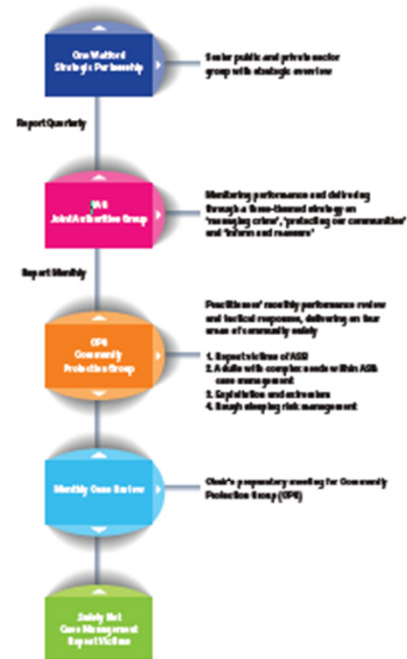 One Watford
Strategic Partnership
Senior public and private sector
group with strategic overview
Report Quarterly
JAG
Joint Authorities Group
Monitoring performance and delivering
through a three-themed strategy on
'managing crime', 'protecting our communities'
and 'inform and reassure'
Report Monthly
CPG
Community
Protection Group
Practitioners' monthly performance review
and tactical responses, delivering on four
areas of community safety
1. Repeat victims of ASB
2. Adults with complex needs within ASB
case management
3. Exploitation and extremism
4. Rough sleeping risk management
Monthly Case Review
Chair's preparatory meeting for Community
Protection Group (CPG)
Safety Net
Case Management
Repeat Victims